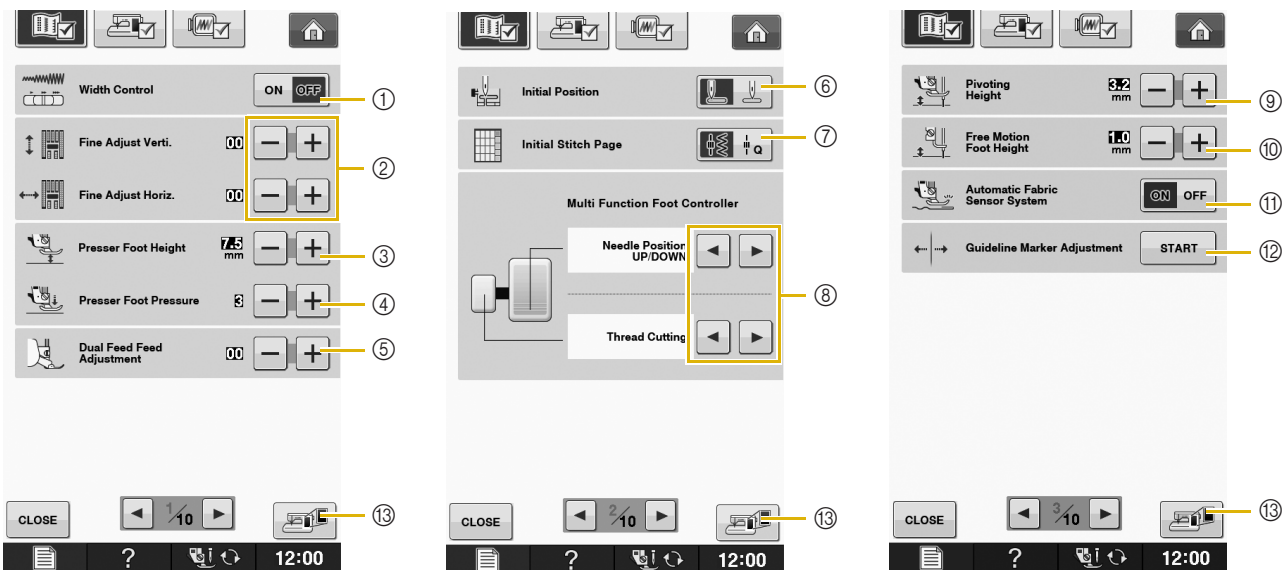 Width Control
ON OFF
①
Fine Adjust Verti.
00
②
Fine Adjust Horiz.
00
Presser Foot Height
7.5
mm
③
Presser Foot Pressure
3
④
Dual Feed Feed
Adjustment
00
⑤
CLOSE
1/10
⑬
?
12:00
Initial Position
⑥
Initial Stitch Page
Q
⑦
Multi Function Foot Controller
Needle Position
UP/DOWN
⑧
Thread Cutting
CLOSE
2/10
⑬
?
12:00
Pivoting
Height
3.2
mm
⑨
Free Motion
Foot Height
1.0
mm
⑩
Automatic Fabric
Sensor System
ON OFF
⑪
Guideline Marker Adjustment
START
⑫
CLOSE
3/10
⑬
?
12:00